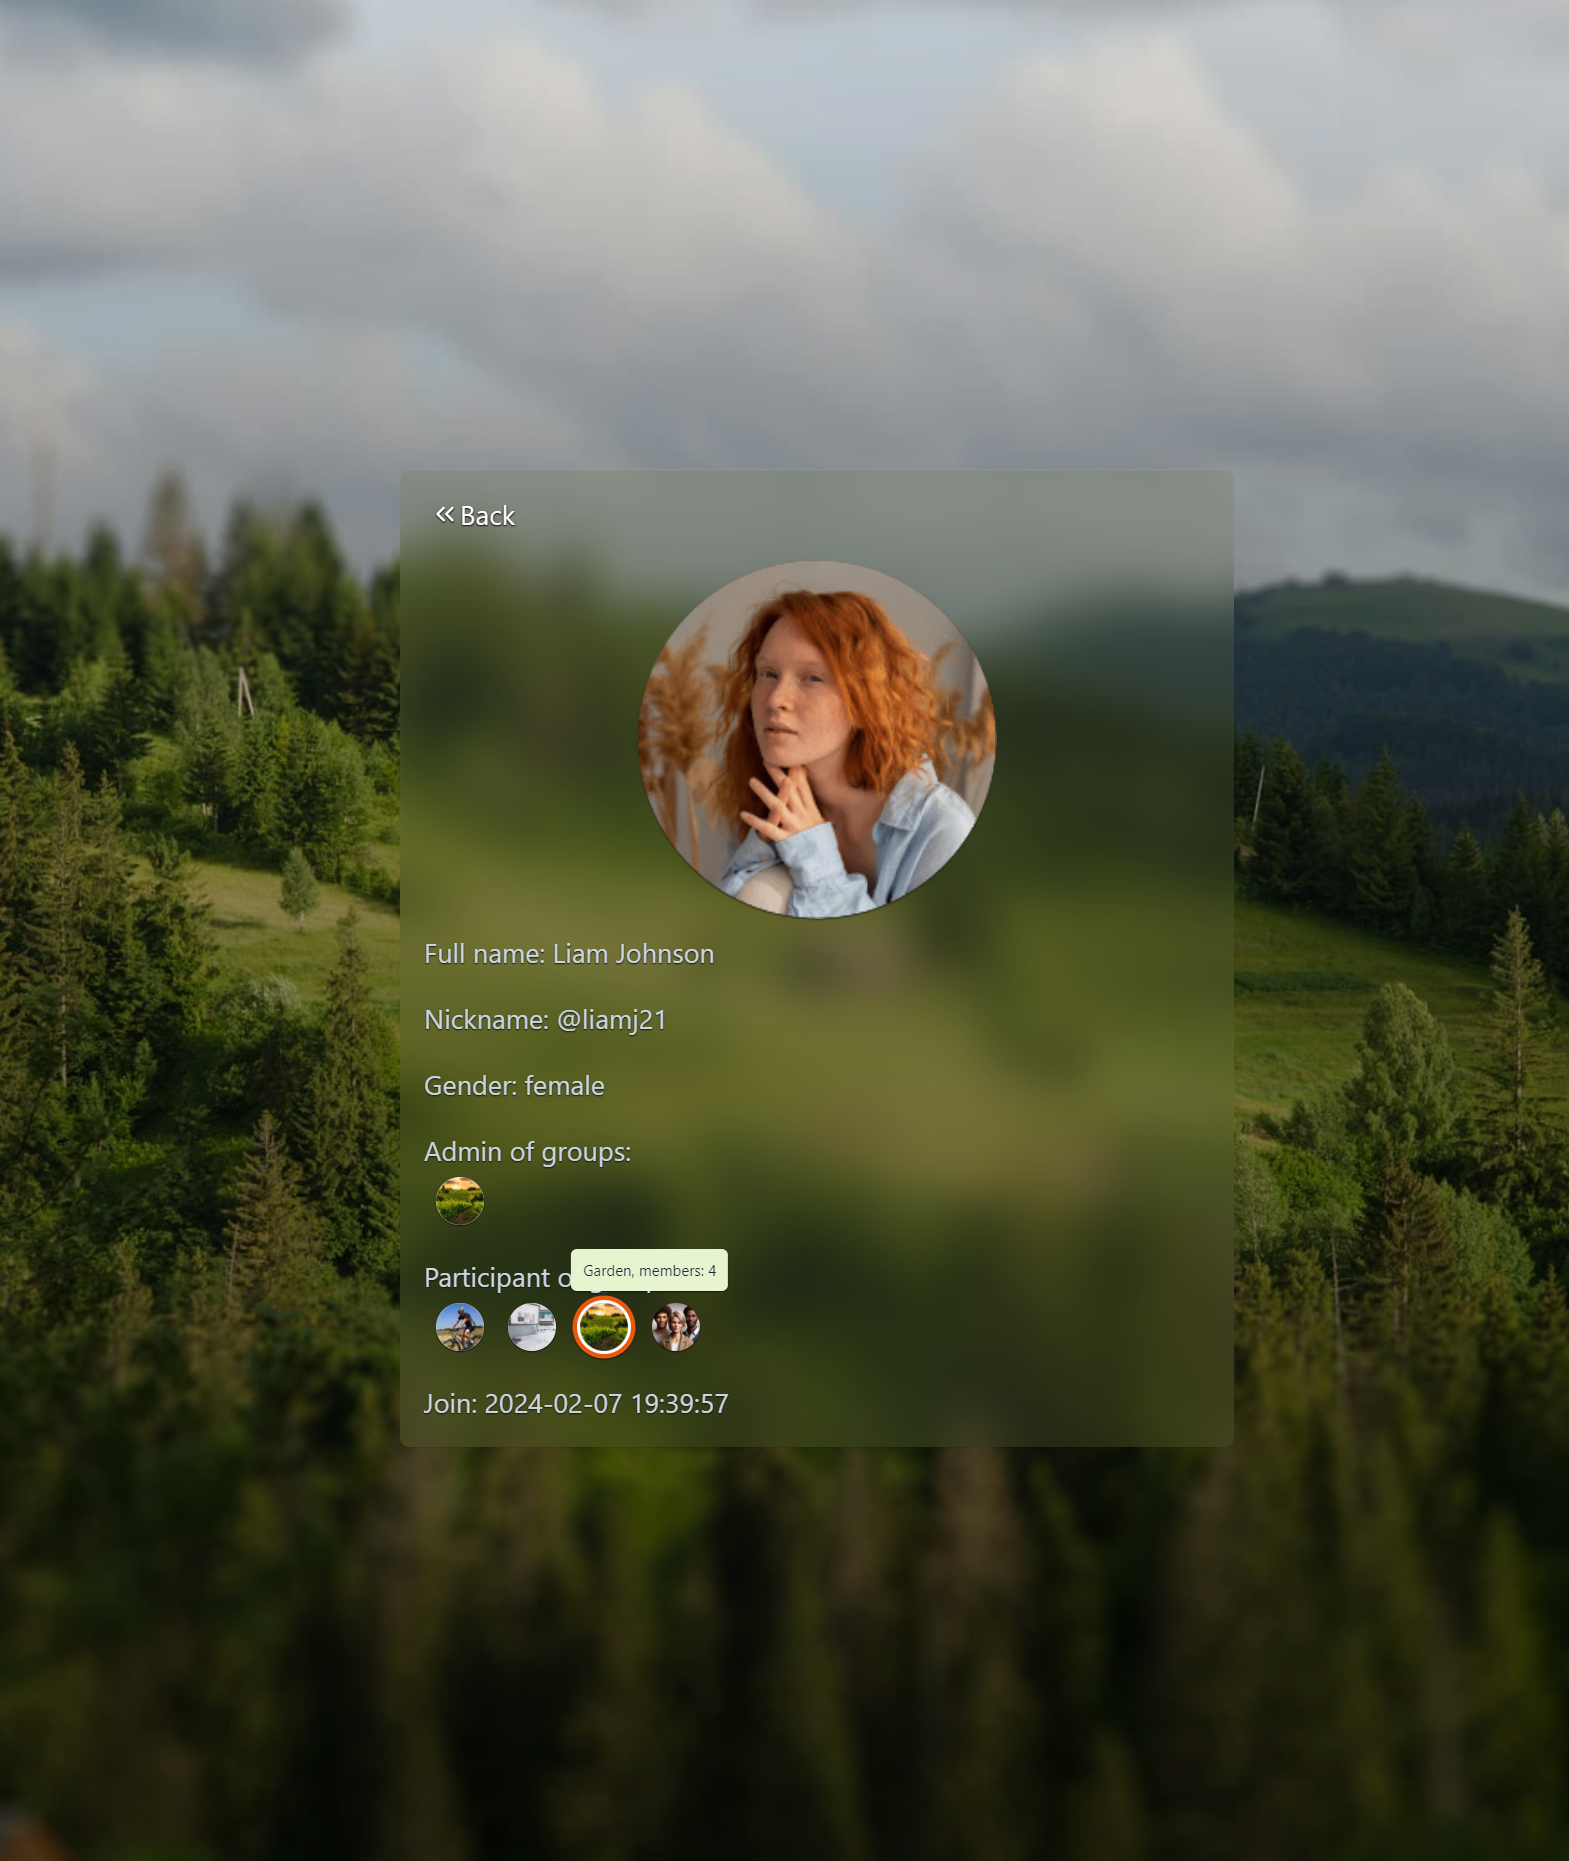 Back
Full name: Liam Johnson
Nickname: @liamj21
Gender: female
Admin of groups:
Garden, members: 4
Participant
Join: 2024-02-07 19:39:57